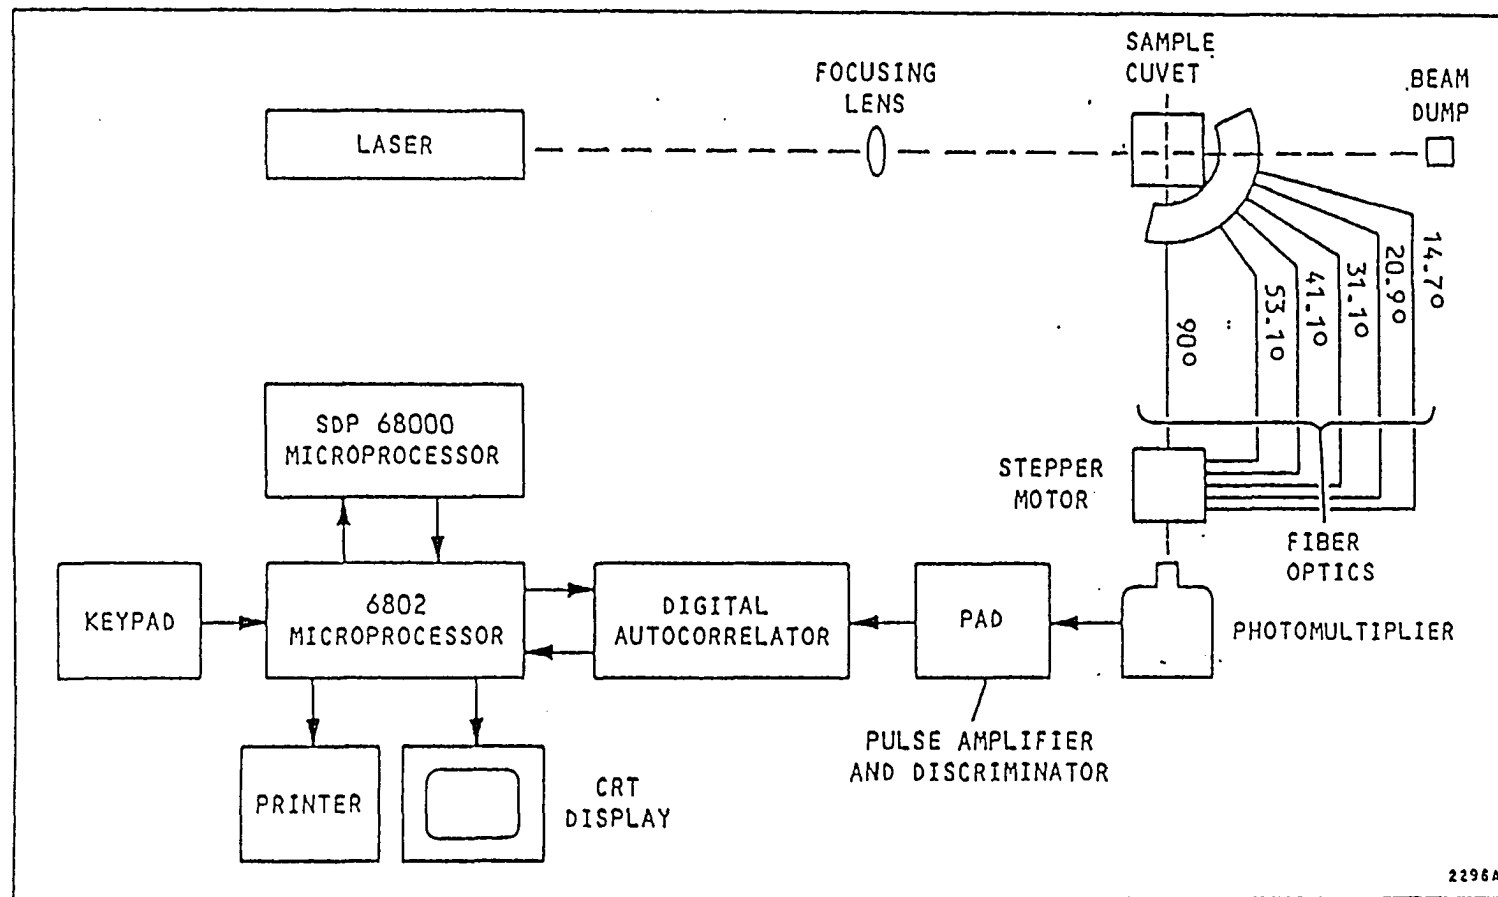 SAMPLE
CUVET
FOCUSING
LENS
BEAM
DUMP
LASER
14.7°
20.9°
31.1°
41.1°
53.1°
90°
SDP 68000
MICROPROCESSOR
STEPPER
MOTOR
FIBER
OPTICS
KEYPAD
6802
MICROPROCESSOR
DIGITAL
AUTOCORRELATOR
PAD
PHOTOMULTIPLIER
PULSE AMPLIFIER
AND DISCRIMINATOR
PRINTER
CRT
DISPLAY
2296A